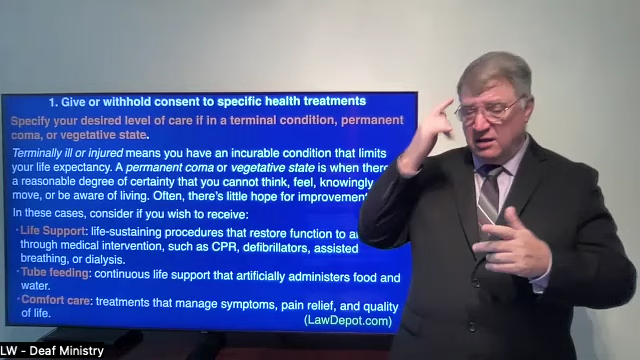 1. Give or withhold consent to specific health treatments
Specify your desired level of care if in a terminal condition, permanent
coma, or vegetative state.
Terminally ill or injured means you have an incurable condition that limits
your life expectancy. A permanent coma or vegetative state is when there
a reasonable degree of certainty that you cannot think, feel, knowingly
move, or be aware of living. Often, there's little hope for improvement
In these cases, consider if you wish to receive:
· Life Support: life-sustaining procedures that restore function to an
through medical intervention, such as CPR, defibrillators, assisted
breathing, or dialysis.
· Tube feeding: continuous life support that artificially administers food and
water.
· Comfort care: treatments that manage symptoms, pain relief, and quality
of life.
(LawDepot.com)
LW - Deaf Ministry